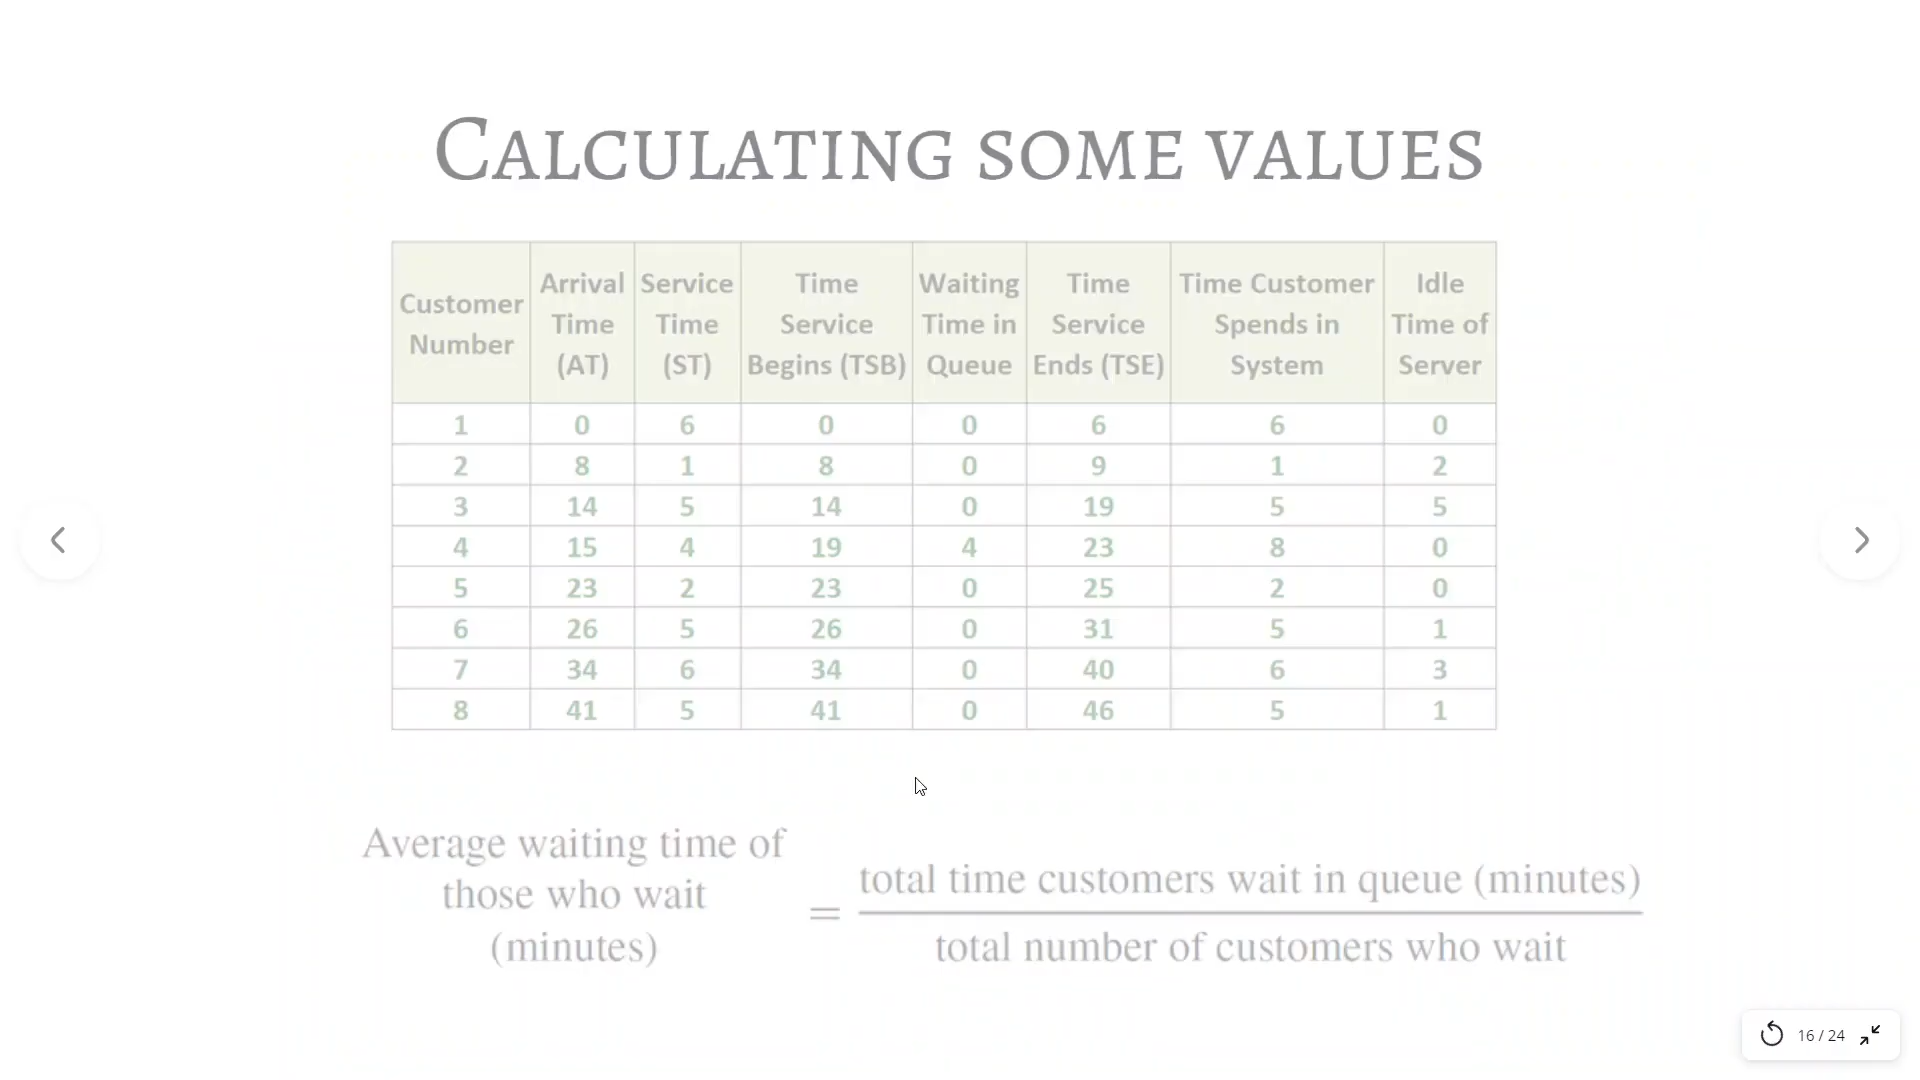 CALCULATING SOME VALUES
Customer Number | Arrival Time (AT) | Service Time (ST) | Time Service Begins (TSB) | Waiting Time in Queue | Time Service Ends (TSE) | Time Customer Spends in System | Idle Time of Server
1 | 0 | 6 | 0 | 0 | 6 | 6 | 0
2 | 8 | 1 | 8 | 0 | 9 | 1 | 2
3 | 14 | 5 | 14 | 0 | 19 | 5 | 5
4 | 15 | 4 | 19 | 4 | 23 | 8 | 0
5 | 23 | 2 | 23 | 0 | 25 | 2 | 0
6 | 26 | 5 | 26 | 0 | 31 | 5 | 1
7 | 34 | 6 | 34 | 0 | 40 | 6 | 3
8 | 41 | 5 | 41 | 0 | 46 | 5 | 1
Average waiting time of
those who wait
(minutes)
=
total time customers wait in queue (minutes)
total number of customers who wait
16 / 24